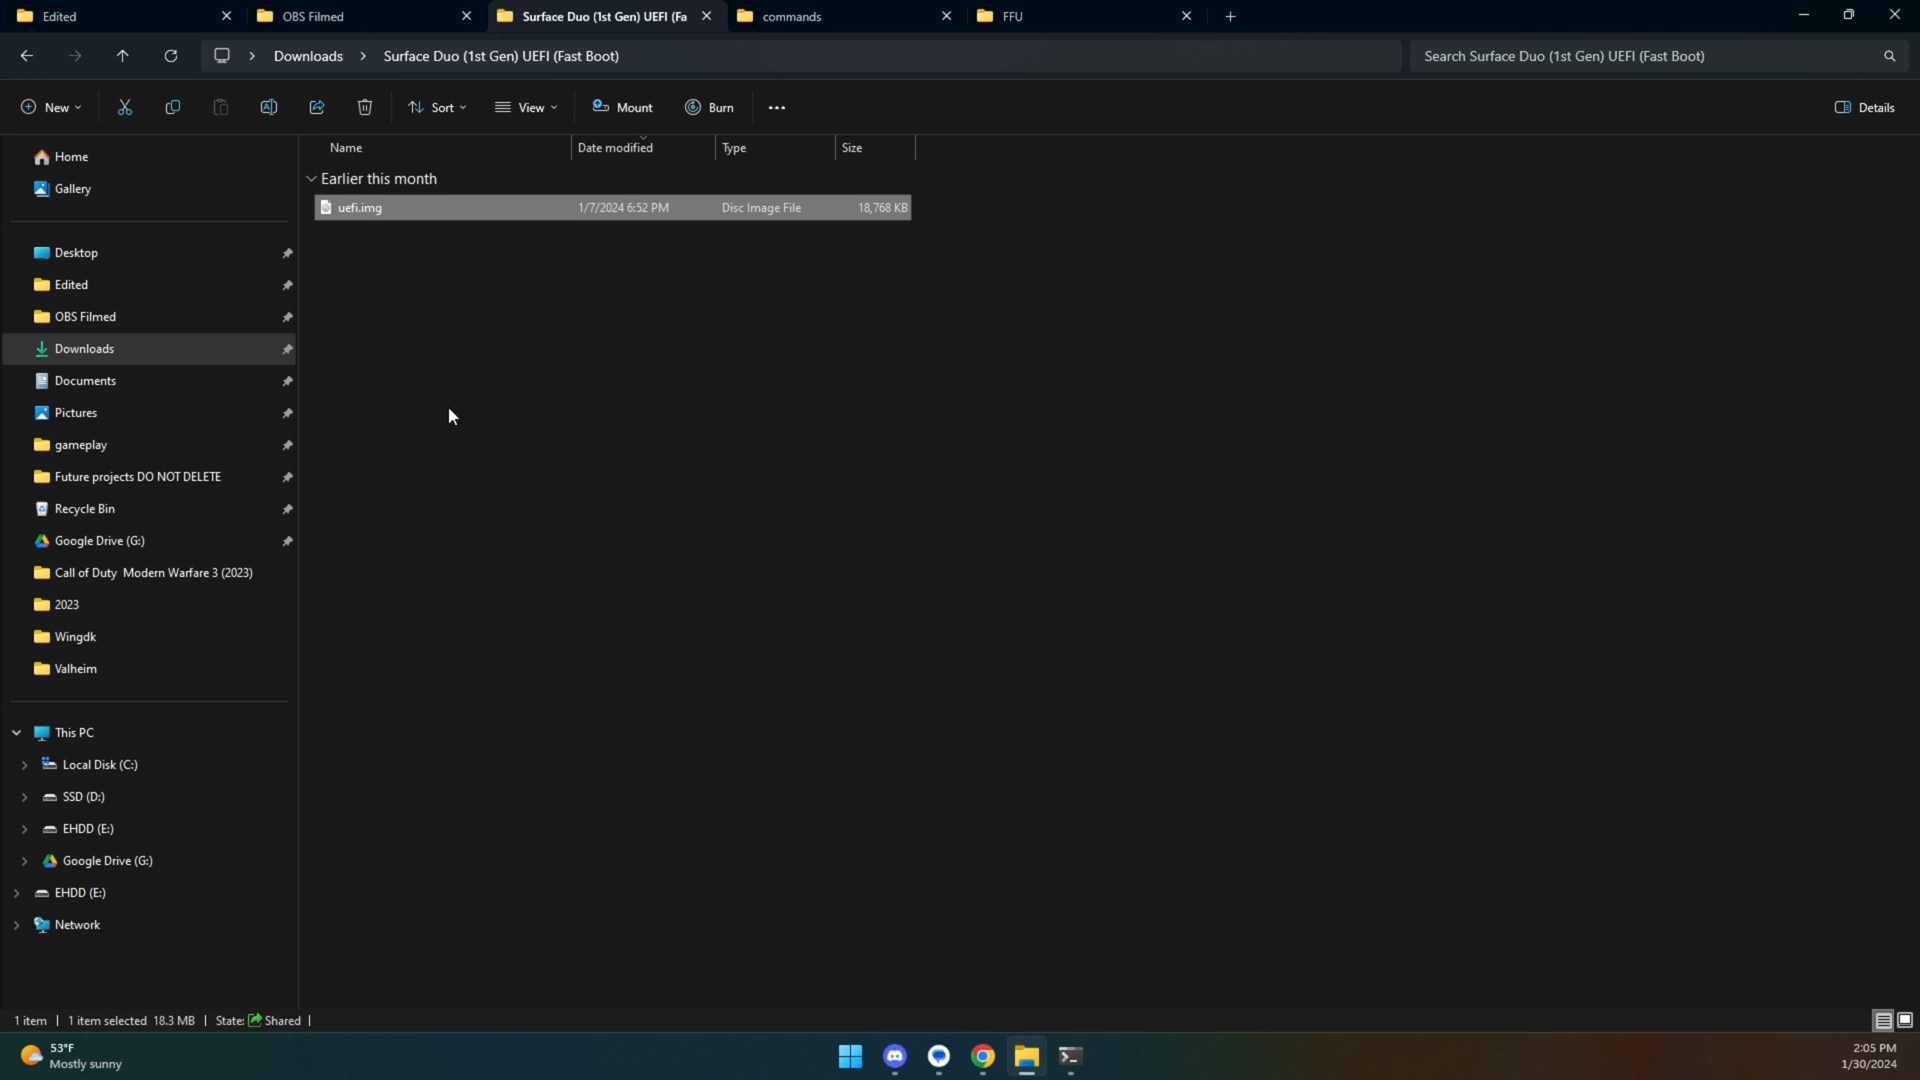 Edited
OBS Filmed
Surface Duo (1st Gen) UEFI (Fa
commands
FFU
Downloads
Surface Duo (1st Gen) UEFI (Fast Boot)
Search Surface Duo (1st Gen) UEFI (Fast Boot)
New
Sort
View
Mount
Burn
Details
Name
Date modified
Type
Size
Earlier this month
uefi.img
1/7/2024 6:52 PM
Disc Image File
18,768 KB
Home
Gallery
Desktop
Edited
OBS Filmed
Downloads
Documents
Pictures
gameplay
Future projects DO NOT DELETE
Recycle Bin
Google Drive (G:)
Call of Duty Modern Warfare 3 (2023)
2023
Wingdk
Valheim
This PC
Local Disk (C:)
SSD (D:)
EHDD (E:)
Google Drive (G:)
EHDD (E:)
Network
1 item
1 item selected 18.3 MB
State: Shared
53°F
Mostly sunny
2:05 PM
1/30/2024